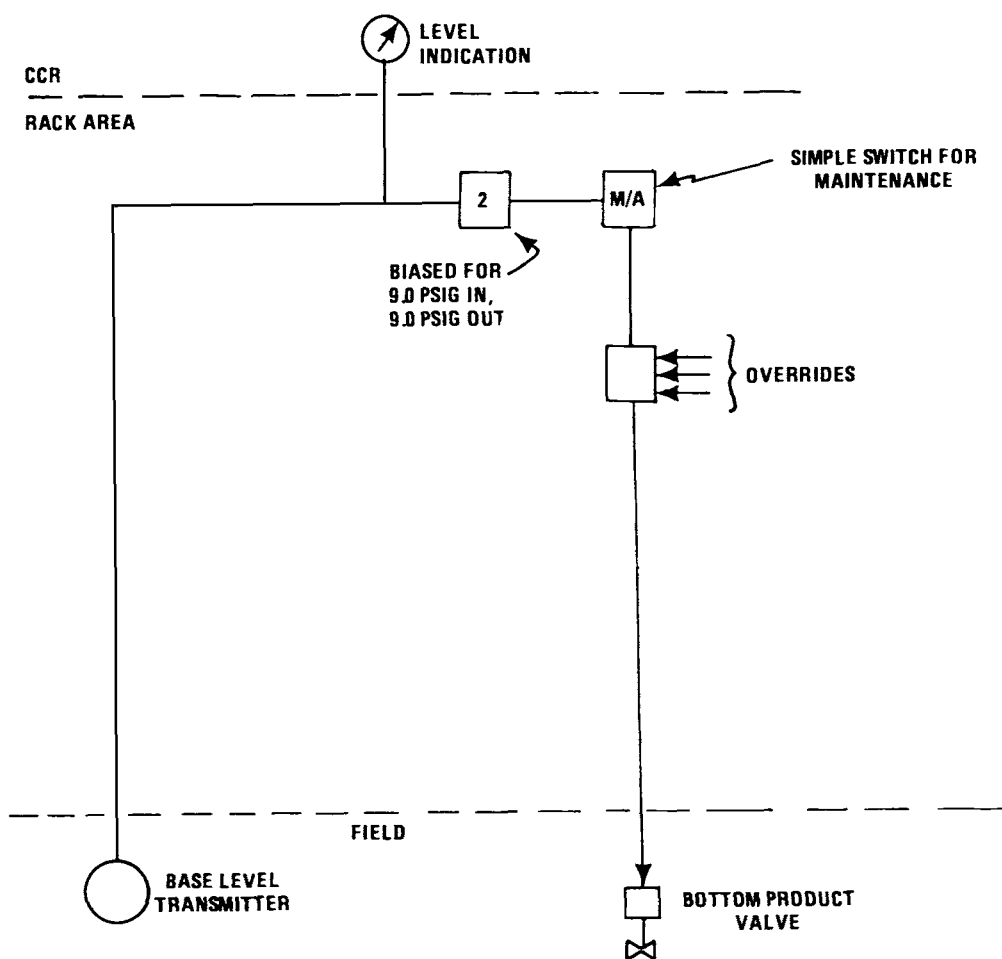 LEVEL
INDICATION
CCR
RACK AREA
SIMPLE SWITCH FOR
MAINTENANCE
2
M/A
BIASED FOR
9.0 PSIG IN,
9.0 PSIG OUT
OVERRIDES
FIELD
BASE LEVEL
TRANSMITTER
BOTTOM PRODUCT
VALVE